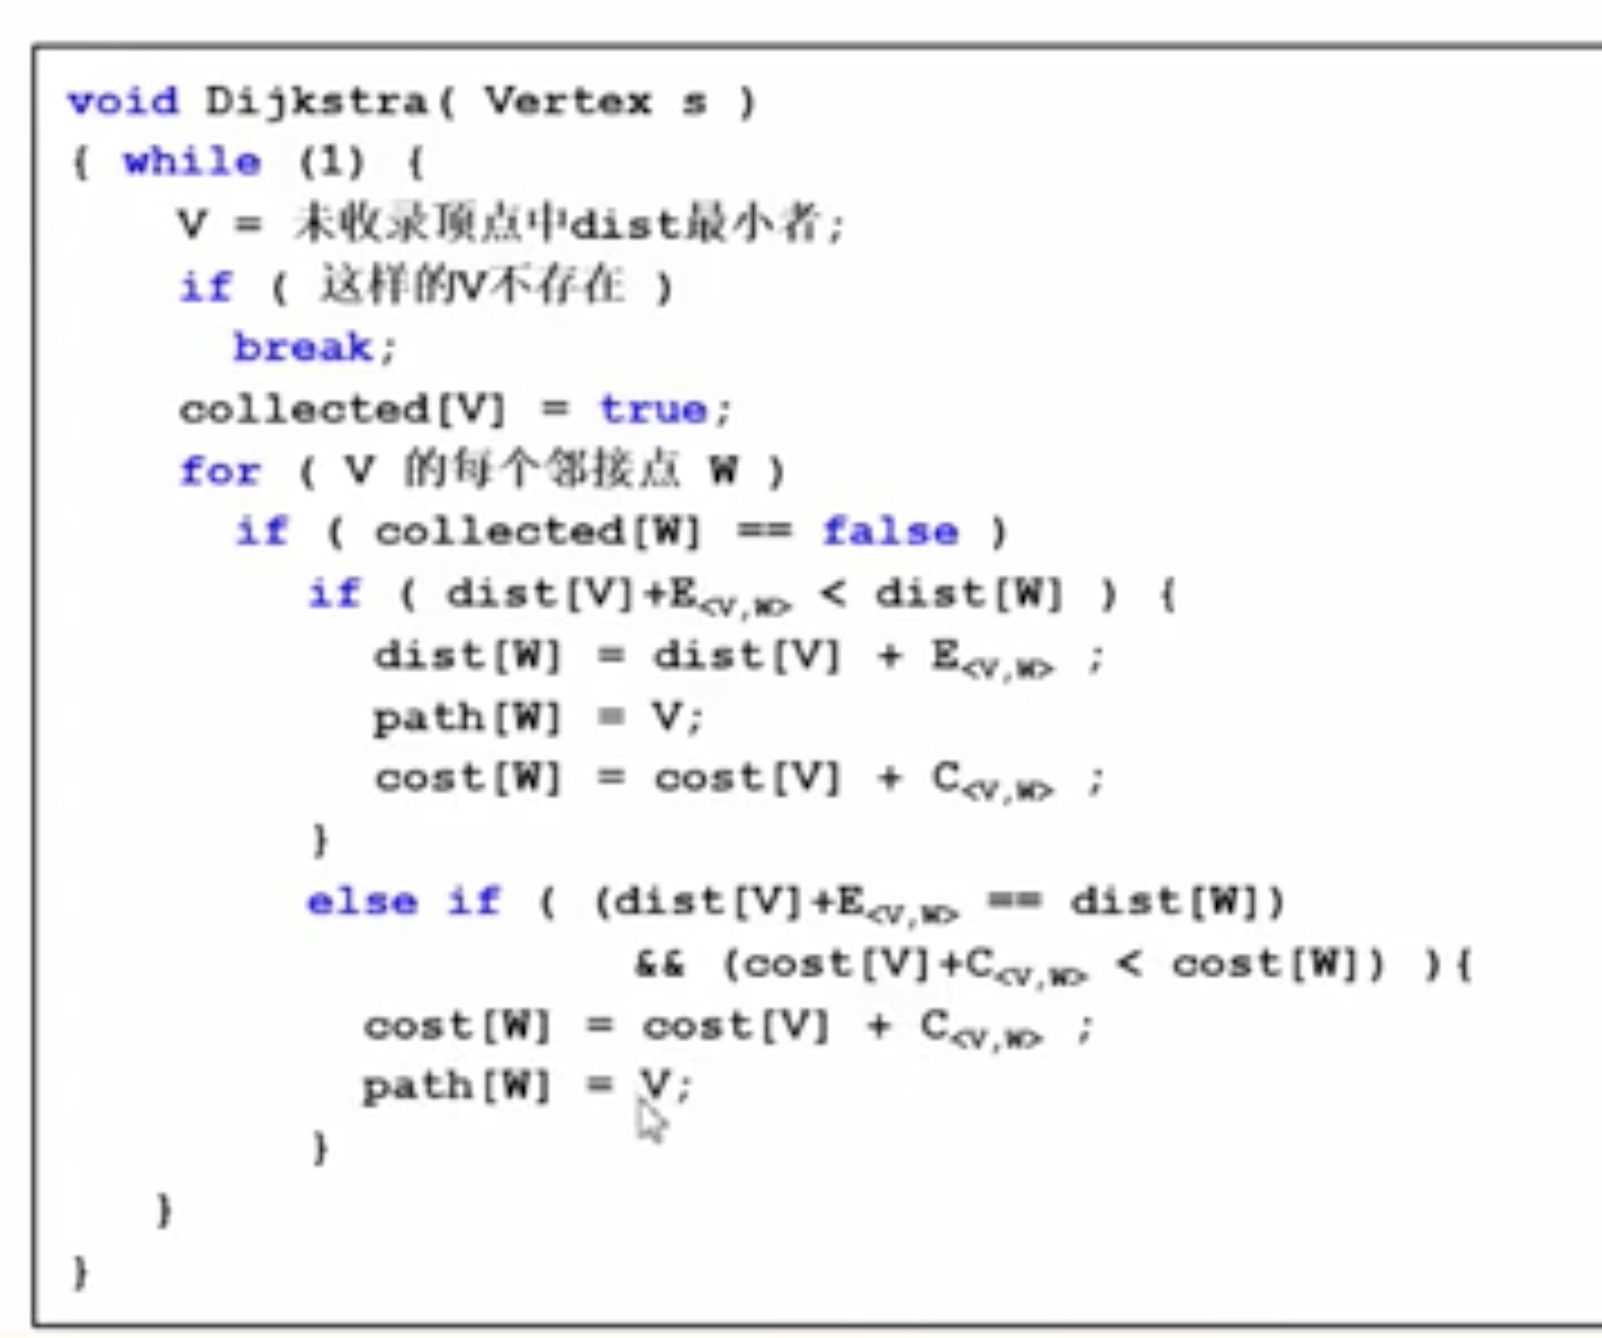 void Dijkstra( Vertex s )
{ while (1) {
V = 未收录顶点中dist最小者;
if ( 这样的V不存在 )
break;
collected[V] = true;
for ( V 的每个邻接点 W )
if ( collected[W] == false )
if ( dist[V]+E<V,W> < dist[W] ) {
dist[W] = dist[V] + E<V,W> ;
path[W] = V;
cost[W] = cost[V] + C<V,W> ;
}
else if ( (dist[V]+E<V,W> == dist[W])
&& (cost[V]+C<V,W> < cost[W]) ){
cost[W] = cost[V] + C<V,W> ;
path[W] = V;
}
}
}